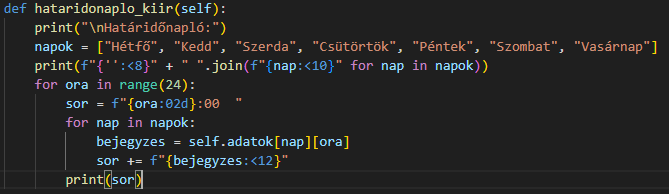 def hataridonaplo_kiir(self):
    print("\nHatáridőnapló:")
    napok = ["Hétfő", "Kedd", "Szerda", "Csütörtök", "Péntek", "Szombat", "Vasárnap"]
    print(f"{'':<8}" + " ".join(f"{nap:<10}" for nap in napok))
    for ora in range(24):
        sor = f"{ora:02d}:00  "
        for nap in napok:
            bejegyzes = self.adatok[nap][ora]
            sor += f"{bejegyzes:<12}"
        print(sor)